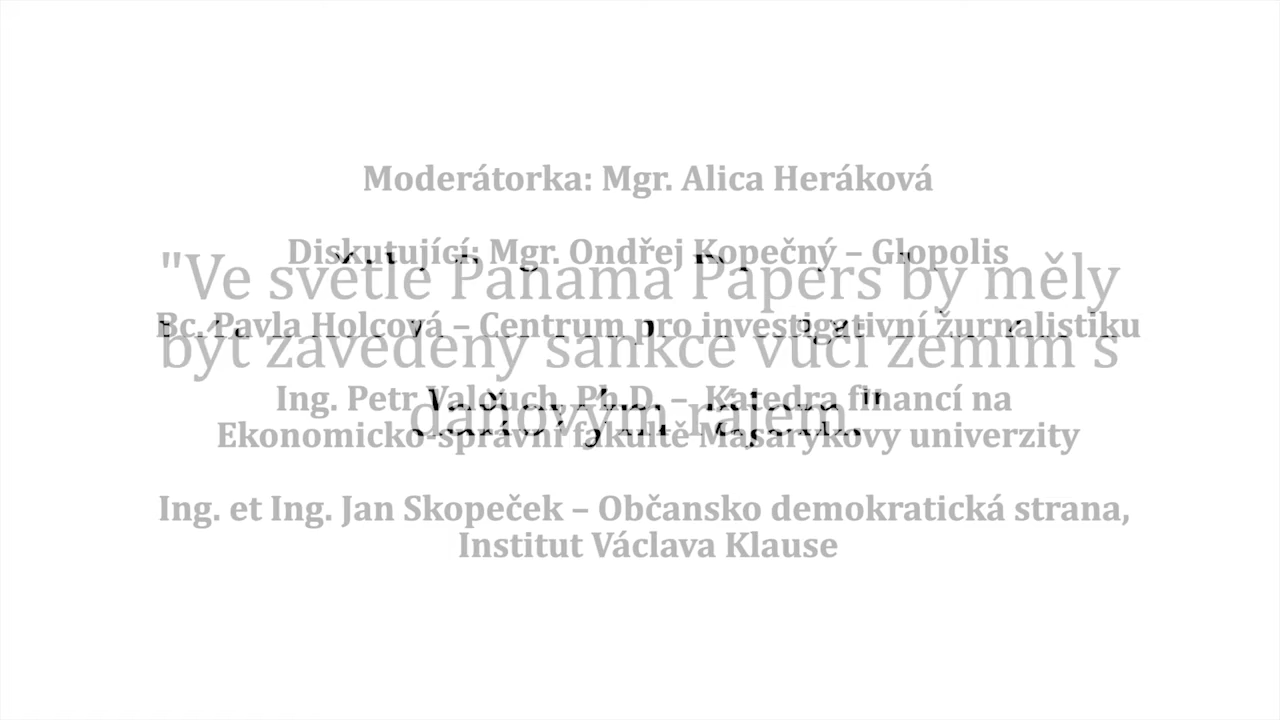 Moderátorka: Mgr. Alica Heráková
Diskutující: Mgr. Ondřej Kopečný – Glopolis
"Ve světle Panama Papers by měly
Bc. Pavla Holcová – Centrum pro investigativní žurnalistiku
být zavedeny sankce vůči zemím s
Ing. Petr Valouch, Ph.D. – Katedra financí na
daňovým rájem."
Ekonomicko-správní fakultě Masarykovy univerzity
Ing. et Ing. Jan Skopeček – Občansko demokratická strana,
Institut Václava Klause